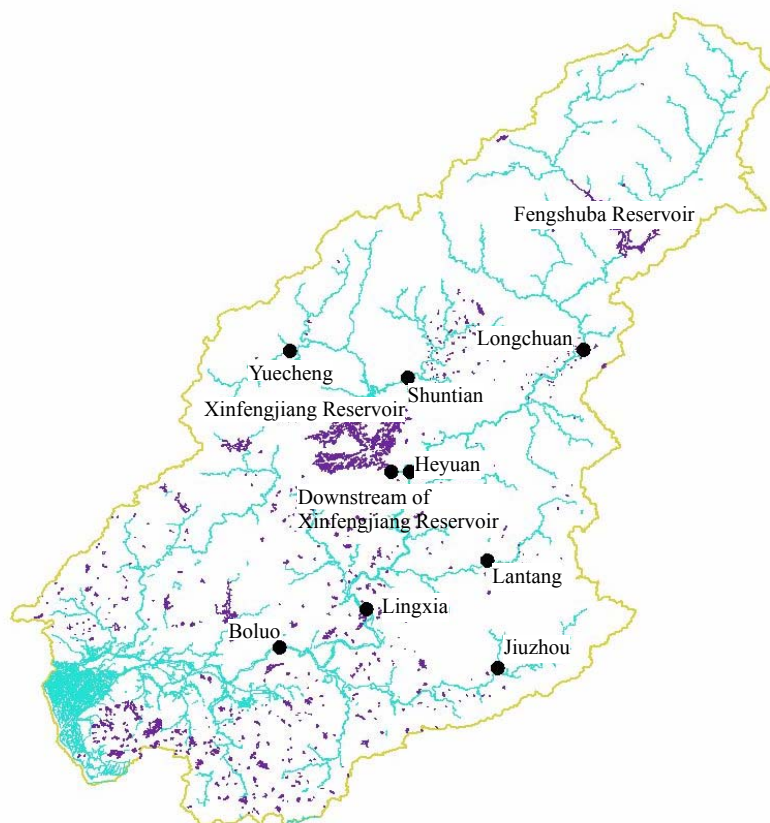 Fengshuba Reservoir
Longchuan
Yuecheng
Shuntian
Xinfengjiang Reservoir
Heyuan
Downstream of
Xinfengjiang Reservoir
Lantang
Lingxia
Boluo
Jiuzhou